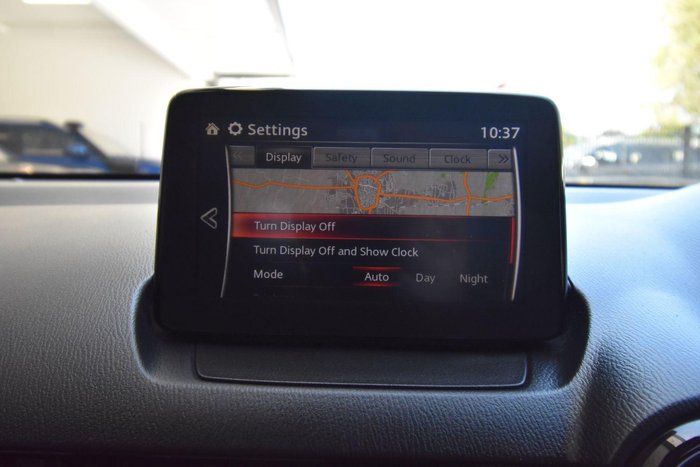 Settings 10:37
Display Safety Sound Clock
Turn Display Off
Turn Display Off and Show Clock
Mode Auto Day Night